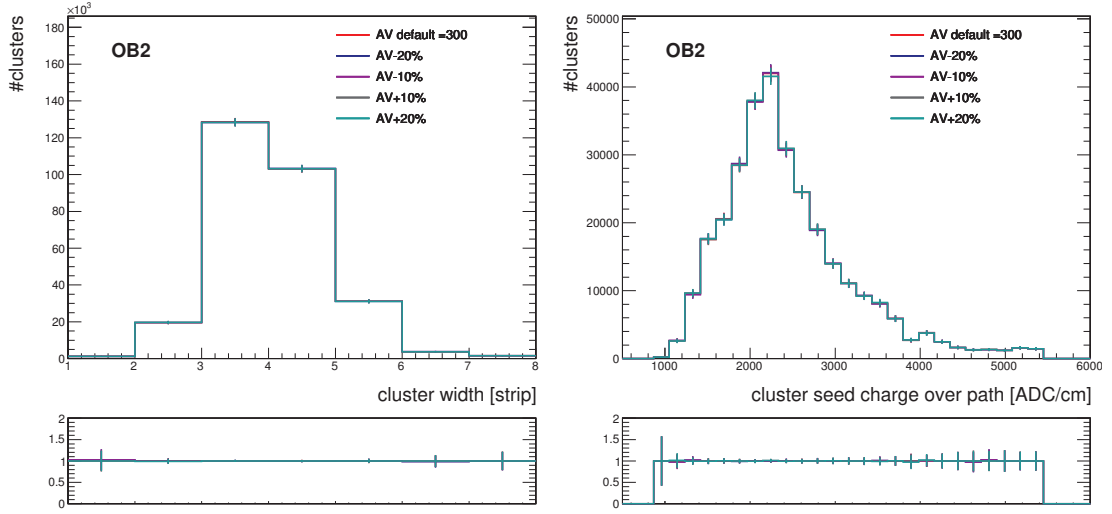 ×10³
#clusters
180
160
140
120
100
80
60
40
20
0
OB2
AV default =300
AV-20%
AV-10%
AV+10%
AV+20%
1 2 3 4 5 6 7 8
cluster width [strip]
2
1.5
1
0.5
0
#clusters
50000
40000
30000
20000
10000
0
OB2
AV default =300
AV-20%
AV-10%
AV+10%
AV+20%
1000 2000 3000 4000 5000 6000
cluster seed charge over path [ADC/cm]
2
1.5
1
0.5
0